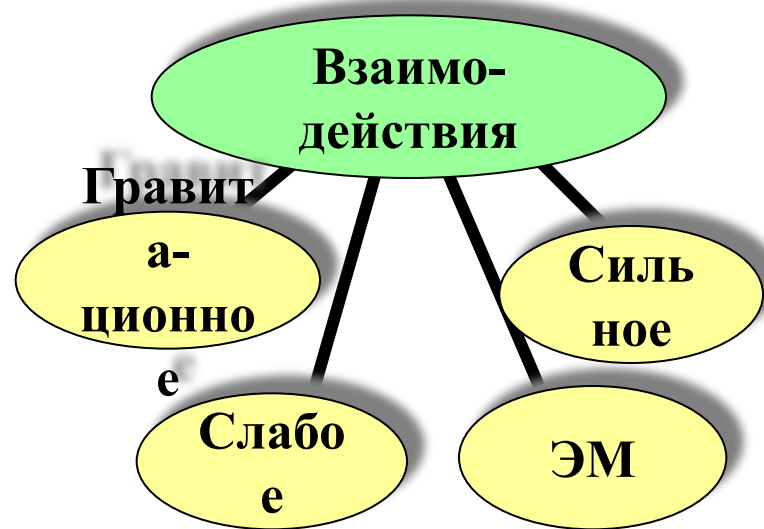 Взаимо-
действия
Гравит
а-
ционно
е
Силь
ное
Слабо
е
ЭМ